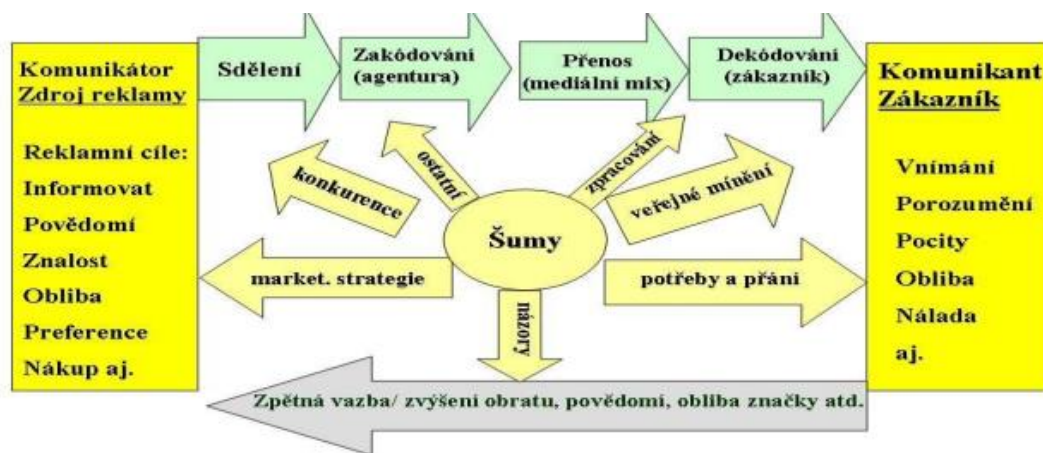 Komunikátor
Zdroj reklamy
Reklamní cíle:
Informovat
Povědomí
Znalost
Obliba
Preference
Nákup aj.
Sdělení
Zakódování
(agentura)
Přenos
(mediální mix)
Dekódování
(zákazník)
Komunikant
Zákazník
Vnímání
Porozumění
Pocity
Obliba
Nálada
aj.
konkurence
ostatní
zpracování
veřejné mínění
Šumy
market. strategie
potřeby a přání
názory
Zpětná vazba/ zvýšeni obratu, povědomí, obliba značky atd.